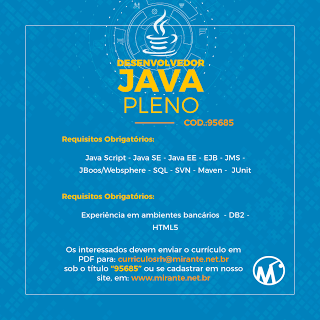 DESENVOLVEDOR
JAVA
PLENO
COD.:95685
Requisitos Obrigatórios:
Java Script - Java SE - Java EE - EJB - JMS -
JBoos/Websphere - SQL - SVN - Maven - JUnit
Requisitos Obrigatórios:
Experiência em ambientes bancários - DB2 -
HTML5
Os interessados devem enviar o currículo em
PDF para: curriculosrh@mirante.net.br
sob o título "95685" ou se cadastrar em nosso
site, em: www.mirante.net.br
M